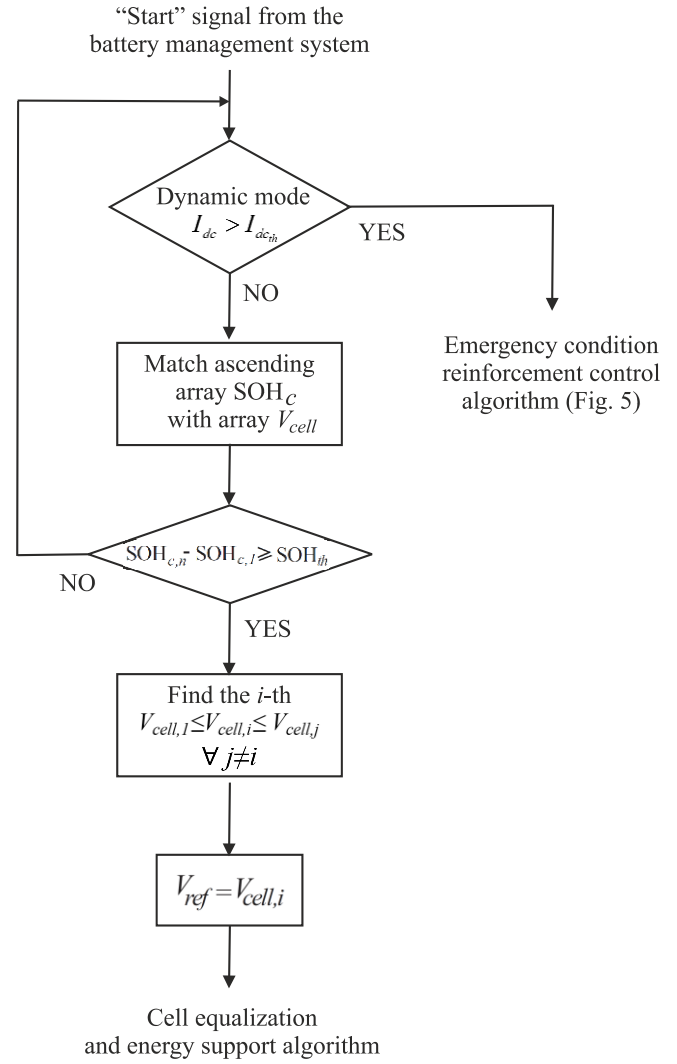 “Start” signal from the
battery management system
Dynamic mode
I_dc > I_dc_th
YES
NO
Emergency condition
reinforcement control
algorithm (Fig. 5)
Match ascending
array SOH_C
with array V_cell
SOH_c,n - SOH_c,1 ⩾ SOH_th
NO
YES
Find the i-th
V_cell,1 ≤ V_cell,i ≤ V_cell,j
∀ j≠i
V_ref = V_cell,i
Cell equalization
and energy support algorithm